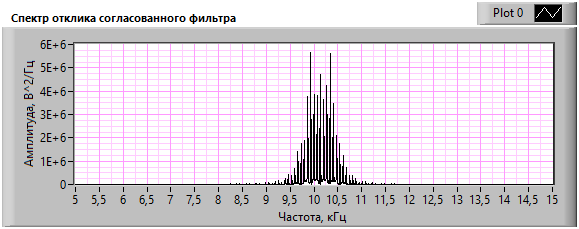 Спектр отклика согласованного фильтра
Plot 0
Амплитуда, В^2/Гц
6E+6
5E+6
4E+6
3E+6
2E+6
1E+6
0
5 5,5 6 6,5 7 7,5 8 8,5 9 9,5 10 10,5 11 11,5 12 12,5 13 13,5 14 14,5 15
Частота, кГц